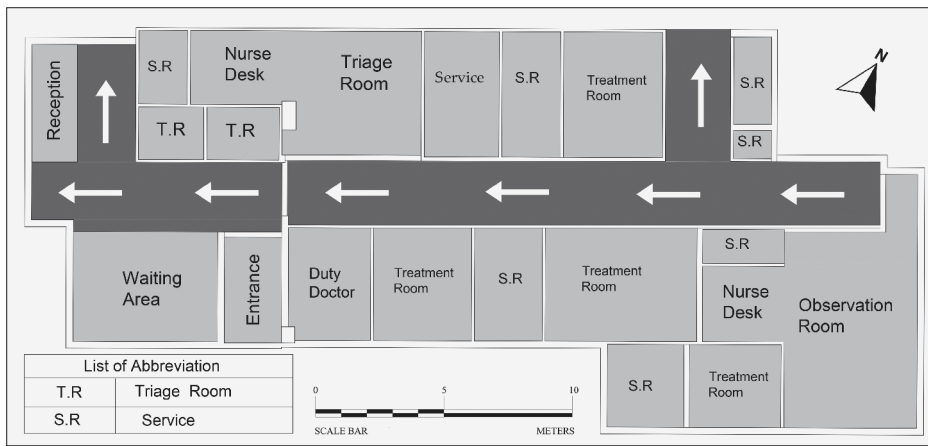 Reception
S.R
Nurse
Desk
Triage
Room
Service
S.R
Treatment
Room
S.R
S.R
N
T.R
T.R
Waiting
Area
Entrance
Duty
Doctor
Treatment
Room
S.R
Treatment
Room
S.R
Nurse
Desk
Observation
Room
S.R
Treatment
Room
List of Abbreviation
T.R Triage Room
S.R Service
0 5 10
SCALE BAR METERS